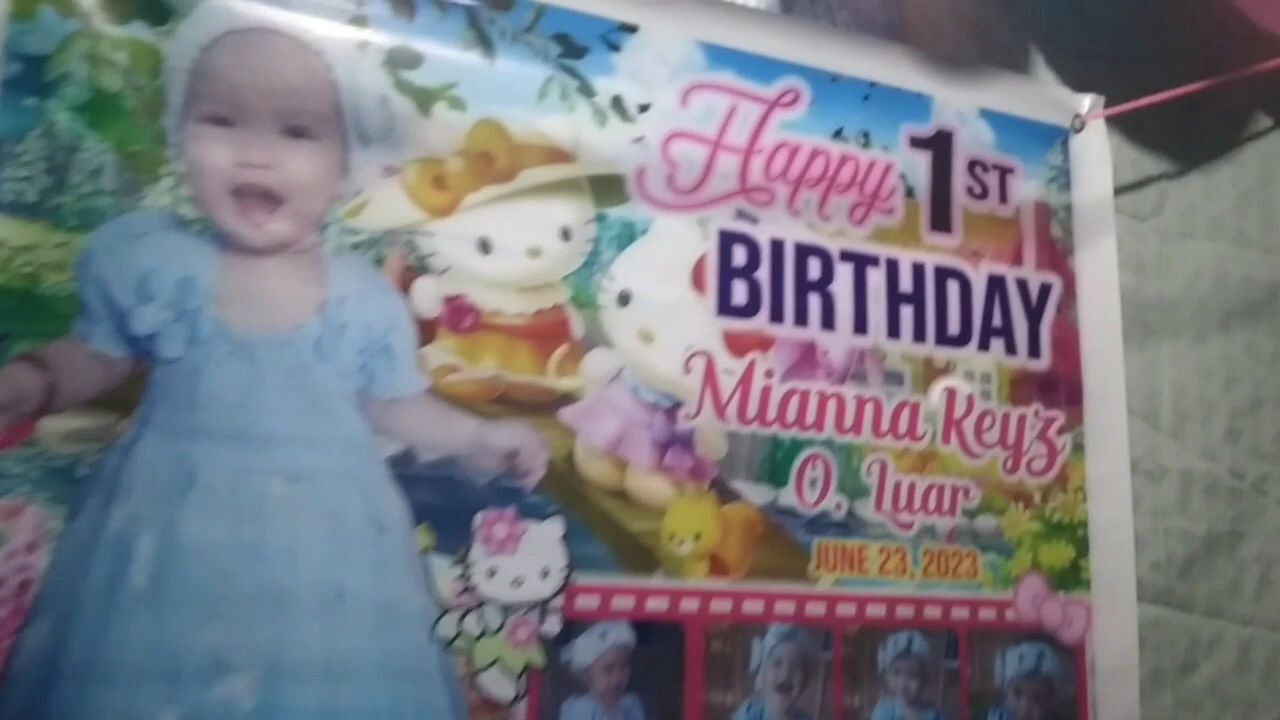 Happy 1ST
BIRTHDAY
Mianna Keyz
O. Luar
JUNE 23, 2023